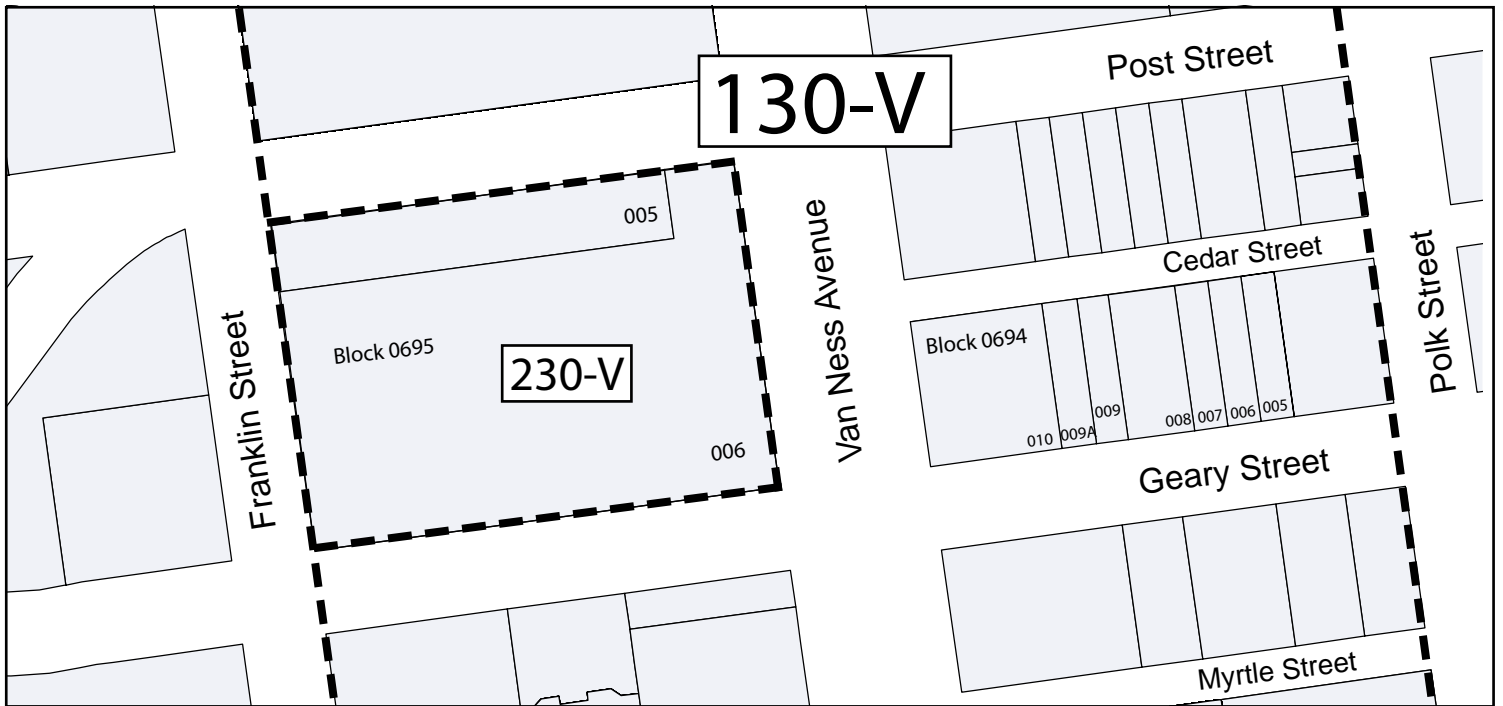 Post Street
130-V
005
Cedar Street
Franklin Street
Van Ness Avenue
Polk Street
Block 0695
Block 0694
230-V
009
008
007
006
005
010
009A
006
Geary Street
Myrtle Street